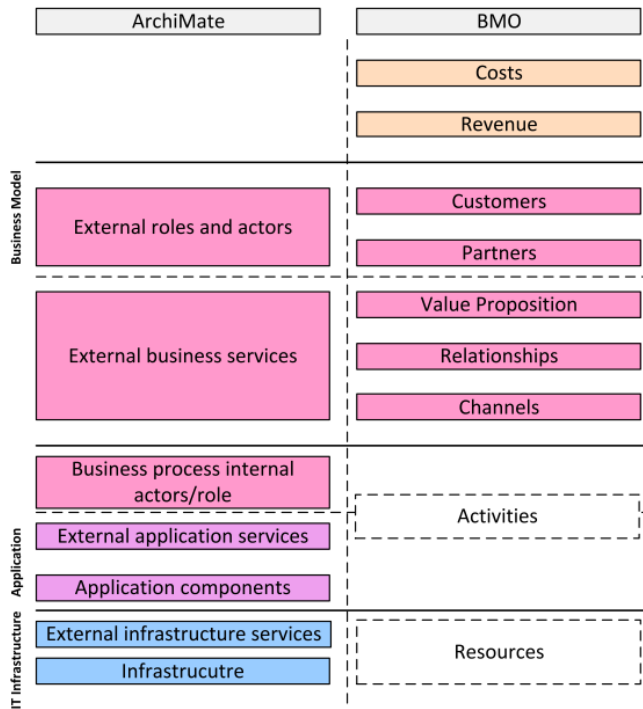 ArchiMate
BMO
Costs
Revenue
Business Model
External roles and actors
Customers
Partners
External business services
Value Proposition
Relationships
Channels
Business process internal
actors/role
Activities
Application
External application services
Application components
IT Infrastructure
External infrastructure services
Infrastrucutre
Resources